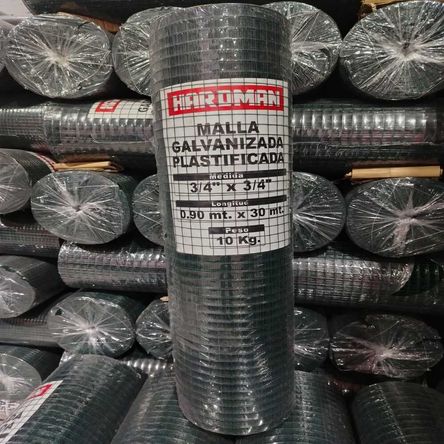 HARDMAN
MALLA
GALVANIZADA
PLASTIFICADA
Medida
3/4" x 3/4"
Longitud
0.90 mt. x 30 mt.
Peso
10 Kg.